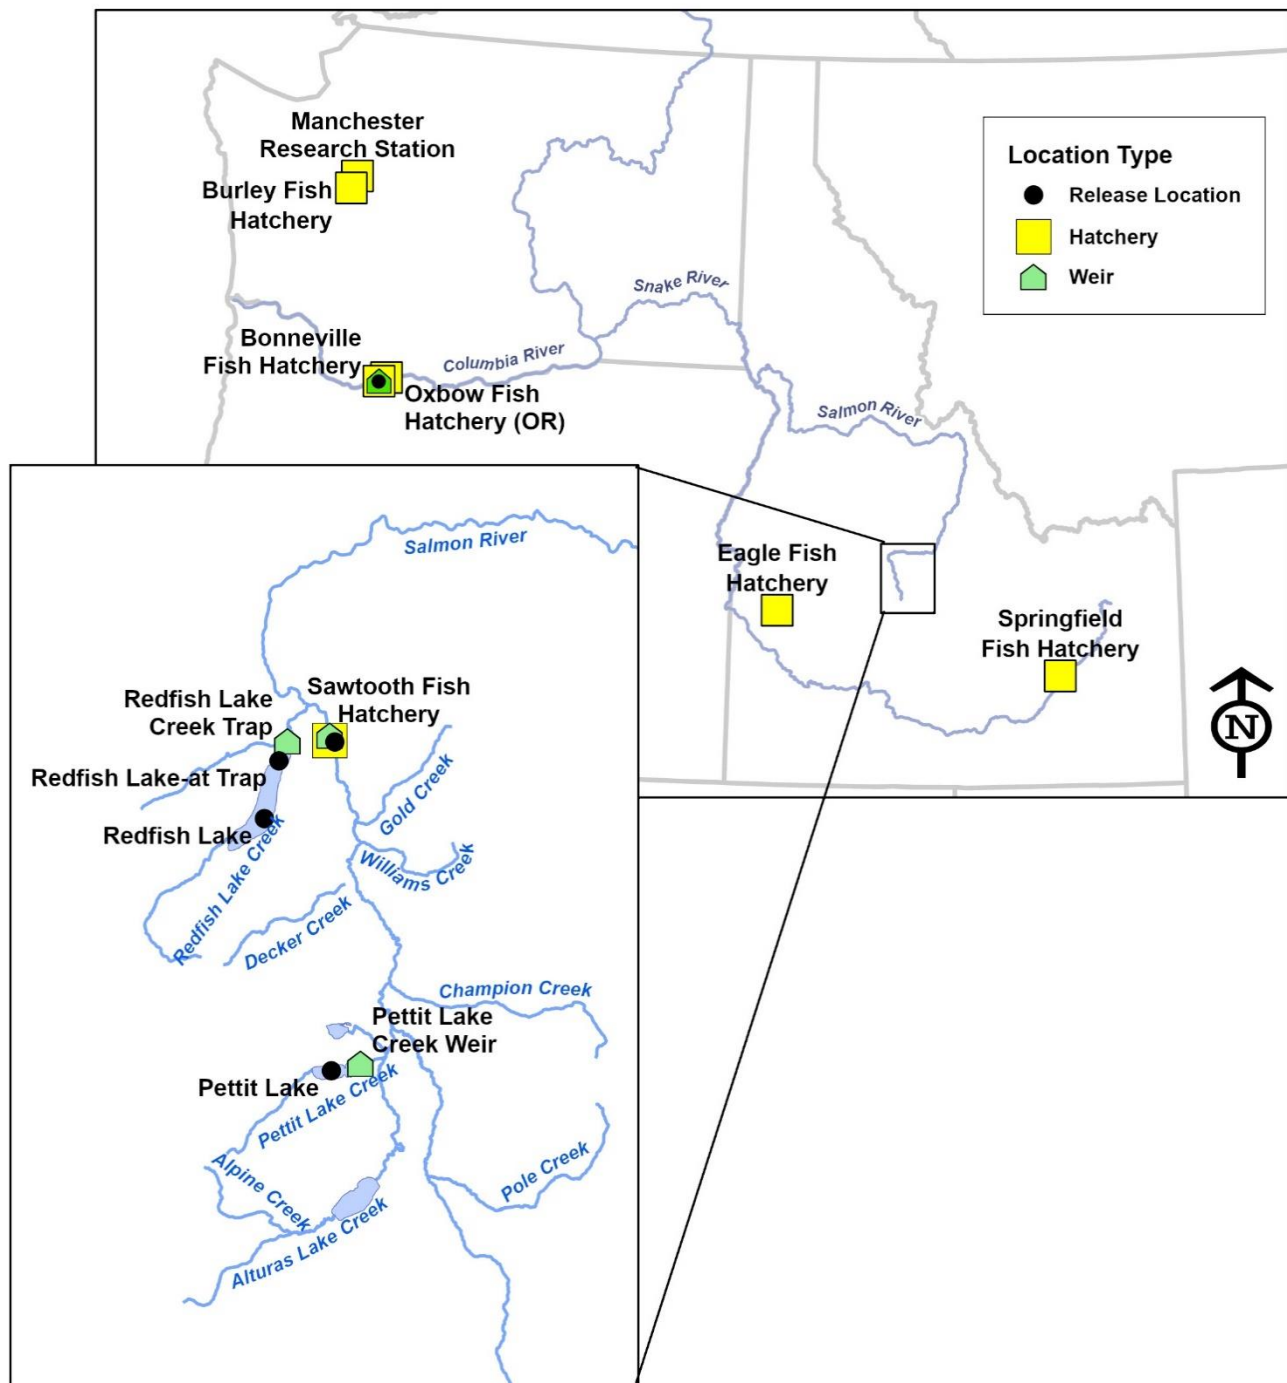 Manchester
Research Station
Burley Fish
Hatchery
Location Type
Release Location
Hatchery
Weir
Snake River
Bonneville
Fish Hatchery
Columbia River
Oxbow Fish
Hatchery (OR)
Salmon River
Eagle Fish
Hatchery
Springfield
Fish Hatchery
N
Salmon River
Redfish Lake
Creek Trap
Sawtooth Fish
Hatchery
Redfish Lake-at Trap
Redfish Lake
Redfish Lake Creek
Gold Creek
Williams Creek
Decker Creek
Champion Creek
Pettit Lake
Creek Weir
Pettit Lake
Pettit Lake Creek
Alpine Creek
Alturas Lake Creek
Pole Creek